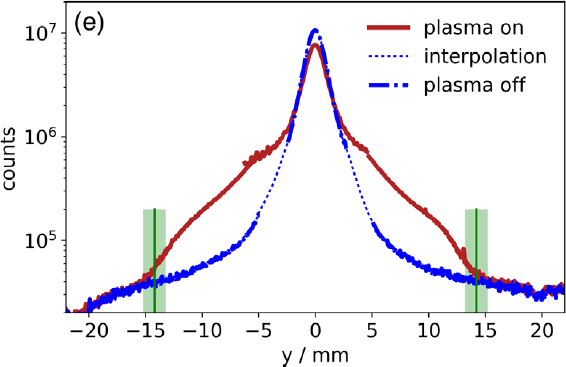 (e)
plasma on
interpolation
plasma off
10⁷
10⁶
10⁵
counts
−20 −15 −10 −5 0 5 10 15 20
y / mm